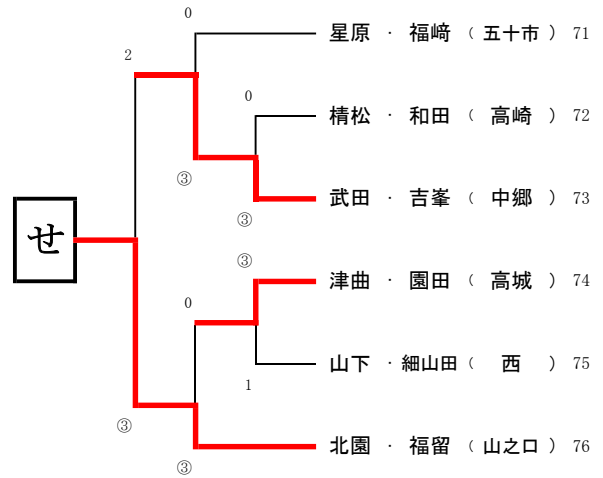 0
星原 ・ 福﨑 （ 五十市 ） 71
2
0
棈松 ・ 和田 （ 高崎 ） 72
③
武田 ・ 吉峯 （ 中郷 ） 73
③
せ
③
津曲 ・ 園田 （ 高城 ） 74
0
山下 ・ 細山田 （ 西 ） 75
1
③
北園 ・ 福留 （ 山之口 ） 76
③